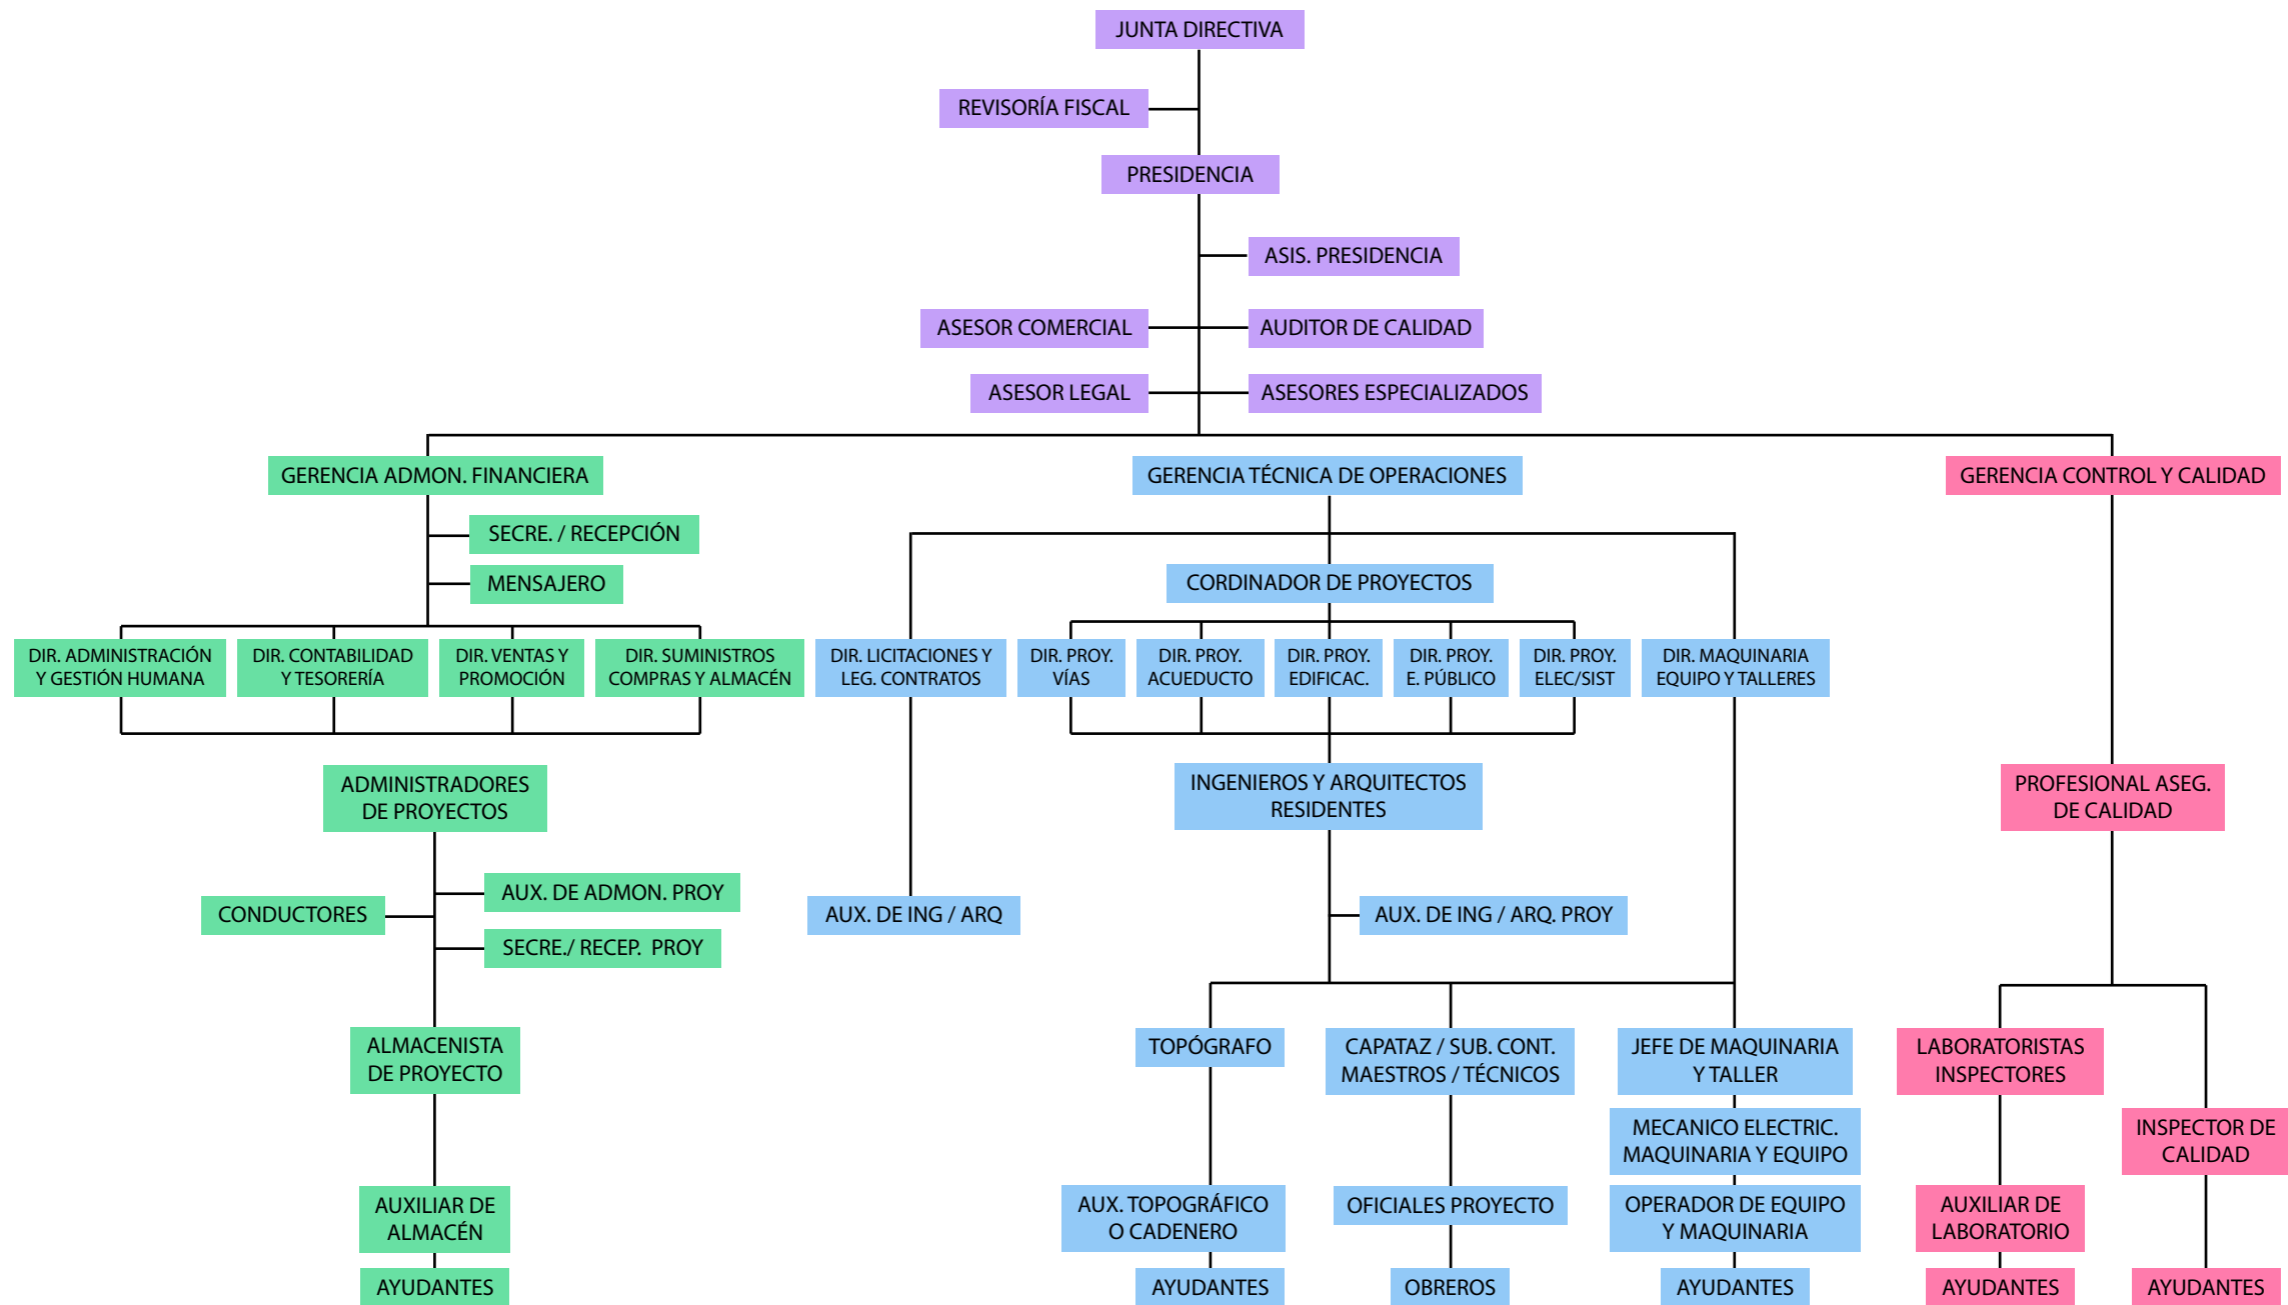 JUNTA DIRECTIVA
REVISORÍA FISCAL
PRESIDENCIA
ASIS. PRESIDENCIA
ASESOR COMERCIAL
AUDITOR DE CALIDAD
ASESOR LEGAL
ASESORES ESPECIALIZADOS
GERENCIA ADMON. FINANCIERA
SECRE. / RECEPCIÓN
MENSAJERO
DIR. ADMINISTRACIÓN
Y GESTIÓN HUMANA
DIR. CONTABILIDAD
Y TESORERÍA
DIR. VENTAS Y
PROMOCIÓN
DIR. SUMINISTROS
COMPRAS Y ALMACÉN
ADMINISTRADORES
DE PROYECTOS
AUX. DE ADMON. PROY
CONDUCTORES
SECRE./ RECEP. PROY
ALMACENISTA
DE PROYECTO
AUXILIAR DE
ALMACÉN
AYUDANTES
GERENCIA TÉCNICA DE OPERACIONES
CORDINADOR DE PROYECTOS
DIR. LICITACIONES Y
LEG. CONTRATOS
DIR. PROY.
VÍAS
DIR. PROY.
ACUEDUCTO
DIR. PROY.
EDIFICAC.
DIR. PROY.
E. PÚBLICO
DIR. PROY.
ELEC/SIST
DIR. MAQUINARIA
EQUIPO Y TALLERES
INGENIEROS Y ARQUITECTOS
RESIDENTES
AUX. DE ING / ARQ
AUX. DE ING / ARQ. PROY
TOPÓGRAFO
AUX. TOPOGRÁFICO
O CADENERO
AYUDANTES
CAPATAZ / SUB. CONT.
MAESTROS / TÉCNICOS
OFICIALES PROYECTO
OBREROS
JEFE DE MAQUINARIA
Y TALLER
MECANICO ELECTRIC.
MAQUINARIA Y EQUIPO
OPERADOR DE EQUIPO
Y MAQUINARIA
AYUDANTES
GERENCIA CONTROL Y CALIDAD
PROFESIONAL ASEG.
DE CALIDAD
LABORATORISTAS
INSPECTORES
AUXILIAR DE
LABORATORIO
AYUDANTES
INSPECTOR DE
CALIDAD
AYUDANTES